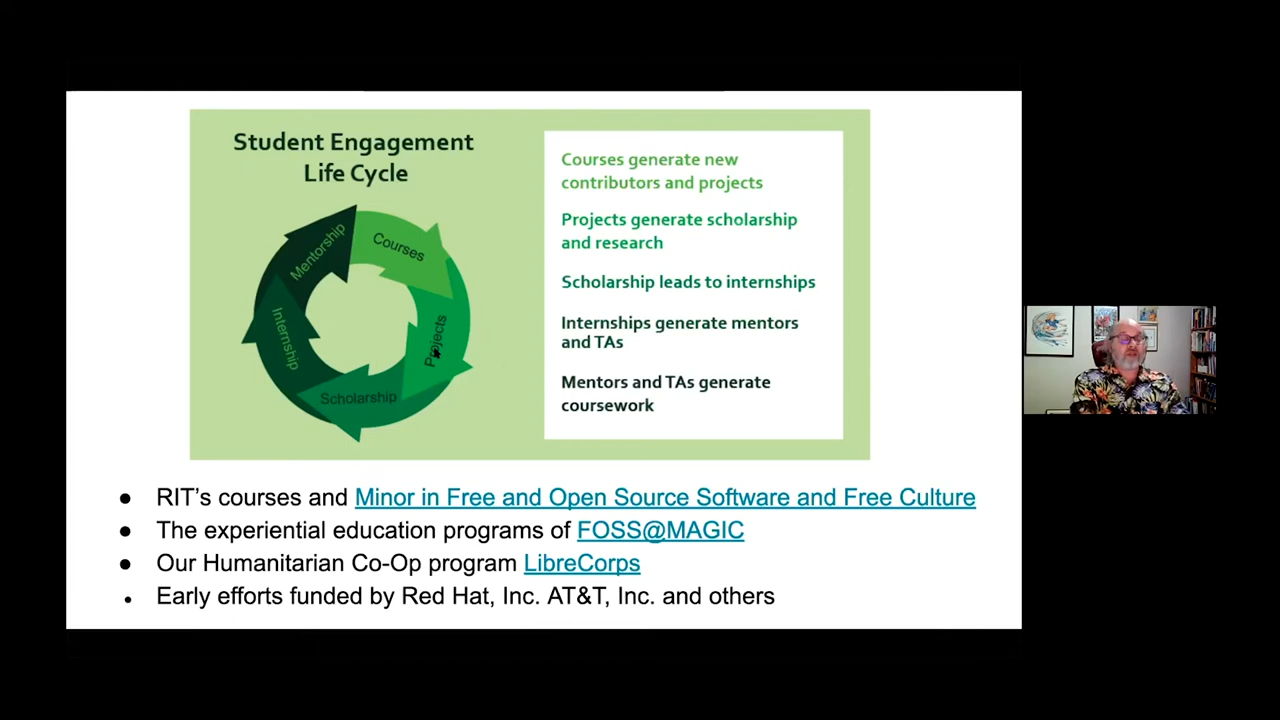 Student Engagement
Life Cycle
Mentorship
Courses
Projects
Scholarship
Internship
Courses generate new
contributors and projects
Projects generate scholarship
and research
Scholarship leads to internships
Internships generate mentors
and TAs
Mentors and TAs generate
coursework
● RIT’s courses and Minor in Free and Open Source Software and Free Culture
● The experiential education programs of FOSS@MAGIC
● Our Humanitarian Co-Op program LibreCorps
● Early efforts funded by Red Hat, Inc. AT&T, Inc. and others